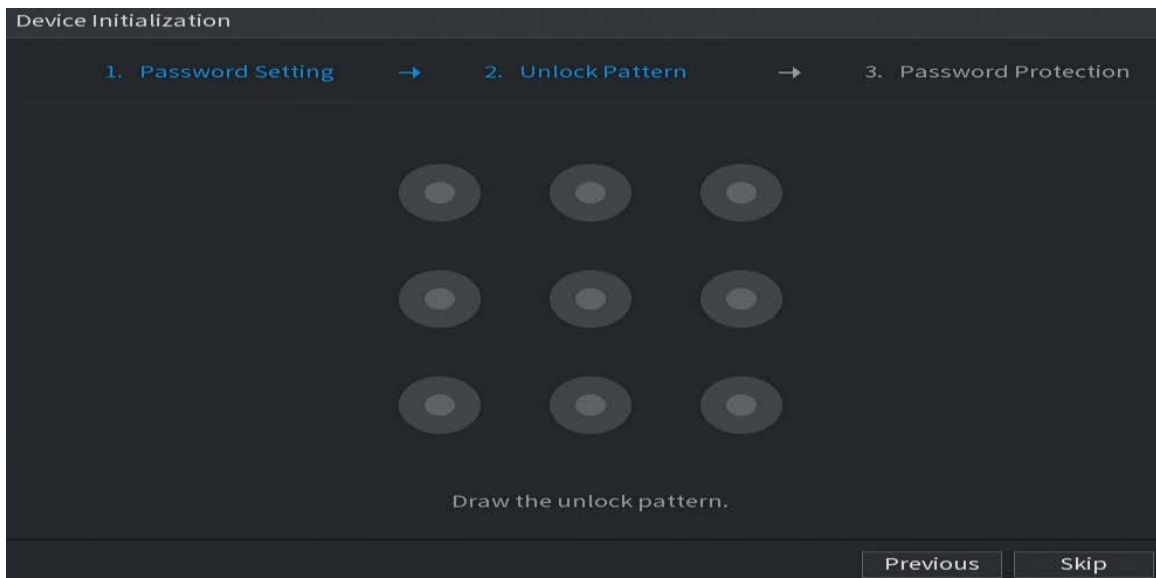 Device Initialization
1. Password Setting → 2. Unlock Pattern → 3. Password Protection
Draw the unlock pattern.
Previous Skip